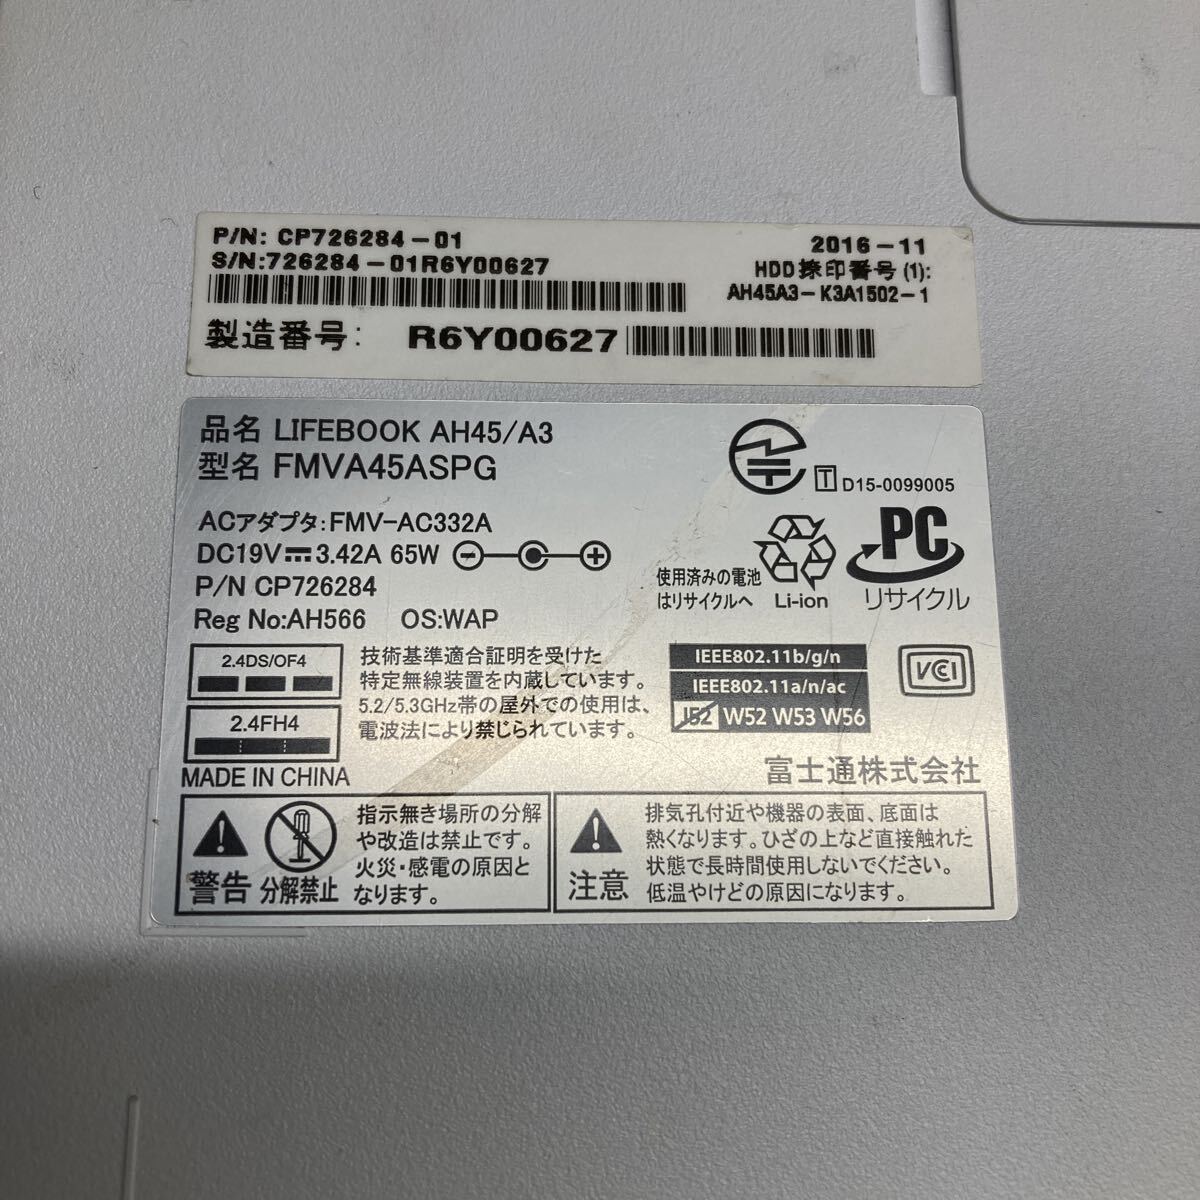 P/N: CP726284-01
2016-11
S/N:726284-01R6Y00627
HDD捺印番号(1):
AH45A3-K3A1502-1
製造番号: R6Y00627
品名 LIFEBOOK AH45/A3
型名 FMVA45ASPG
T D15-0099005
ACアダプタ:FMV-AC332A
DC19V 3.42A 65W
P/N CP726284
Reg No:AH566 OS:WAP
使用済みの電池
はリサイクルへ
Li-ion
PC
リサイクル
2.4DS/OF4
2.4FH4
MADE IN CHINA
技術基準適合証明を受けた
特定無線装置を内蔵しています。
5.2/5.3GHz帯の屋外での使用は、
電波法により禁じられています。
IEEE802.11b/g/n
IEEE802.11a/n/ac
J52 W52 W53 W56
VCI
富士通株式会社
警告
分解禁止
指示無き場所の分解
や改造は禁止です。
火災・感電の原因と
なります。
注意
排気孔付近や機器の表面、底面は
熱くなります。ひざの上など直接触れた
状態で長時間使用しないでください。
低温やけどの原因になります。